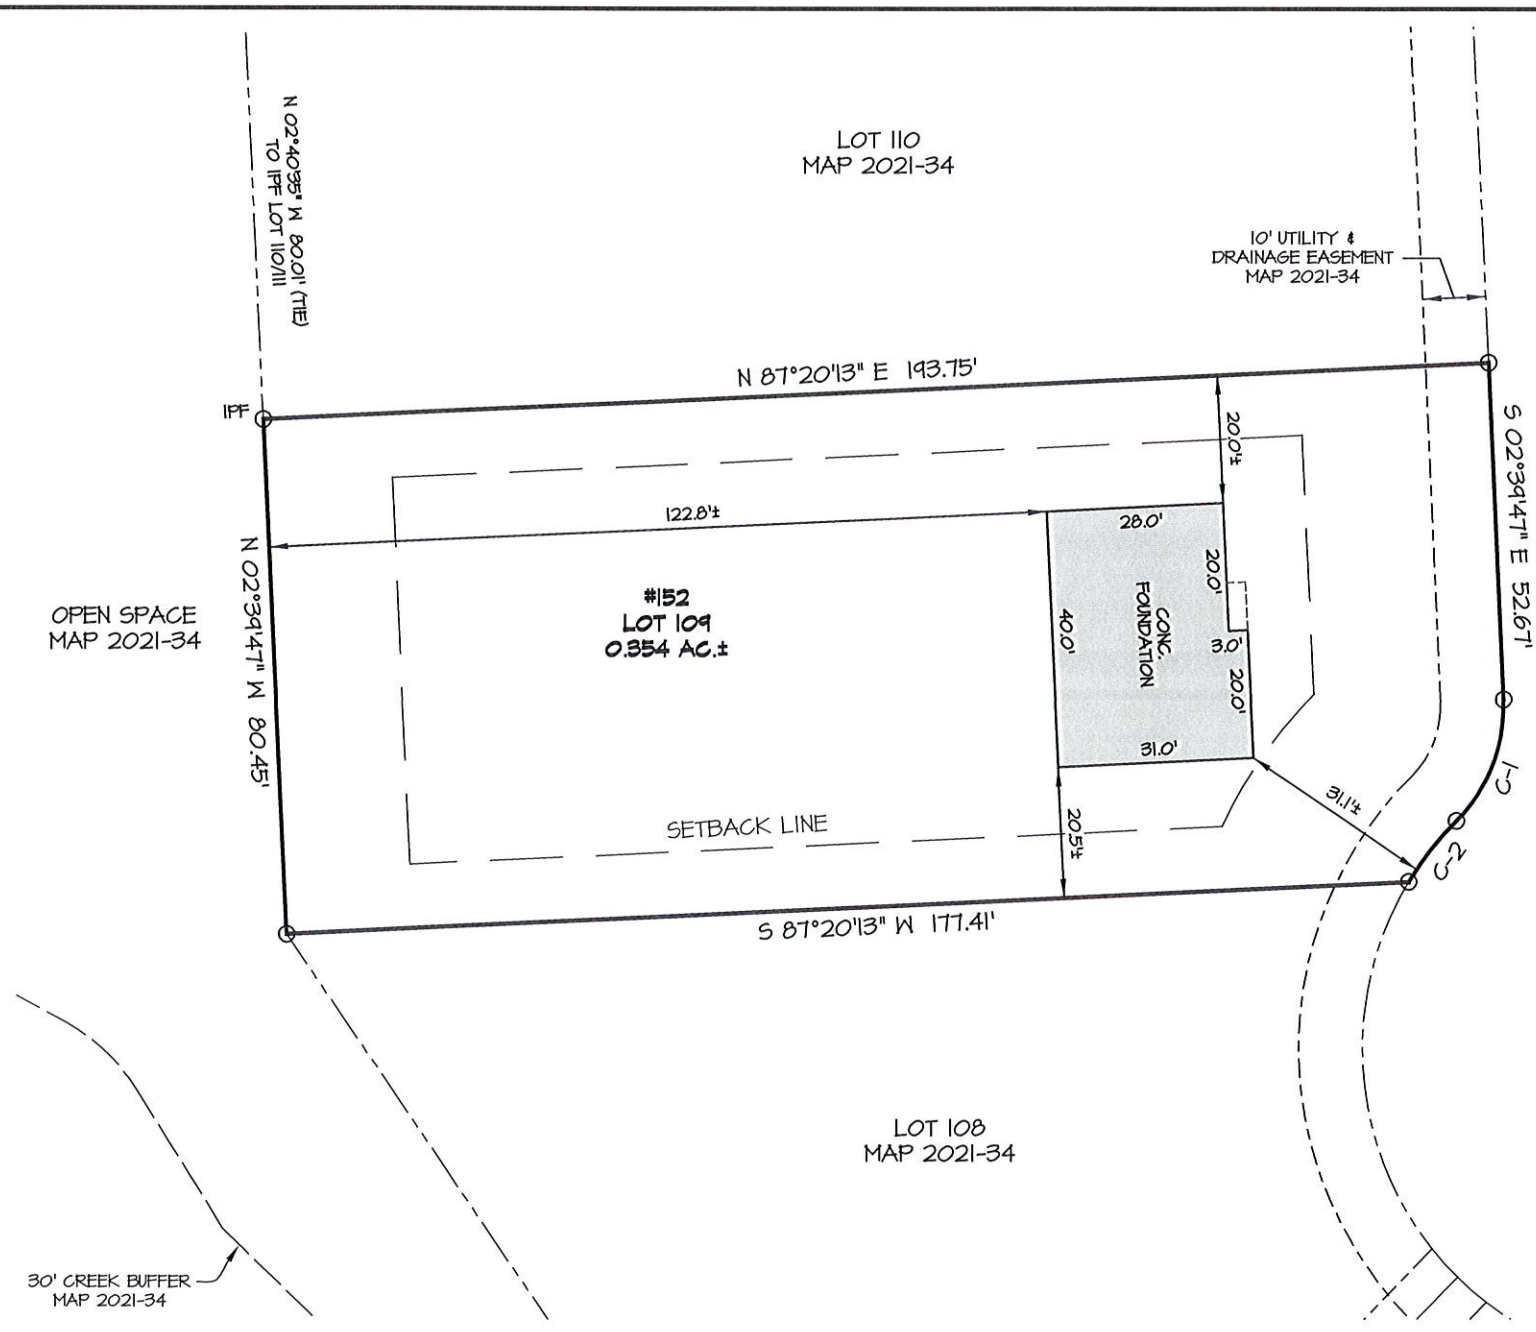 LOT 110
MAP 2021-34
N 02°40'35" W 80.01' (TIE)
TO IPF LOT 110/111
10' UTILITY &
DRAINAGE EASEMENT
MAP 2021-34
IPF
N 87°20'13" E 193.75'
20.0'±
S 02°39'47" E 52.67'
122.8'±
28.0'
20.0'
OPEN SPACE
MAP 2021-34
N 02°39'47" W 80.45'
#152
LOT 109
0.354 AC.±
40.0'
CONC.
FOUNDATION
3.0'
20.0'
31.0'
C-1
31.1'±
SETBACK LINE
20.5'±
C-2
S 87°20'13" W 177.41'
LOT 108
MAP 2021-34
30' CREEK BUFFER
MAP 2021-34